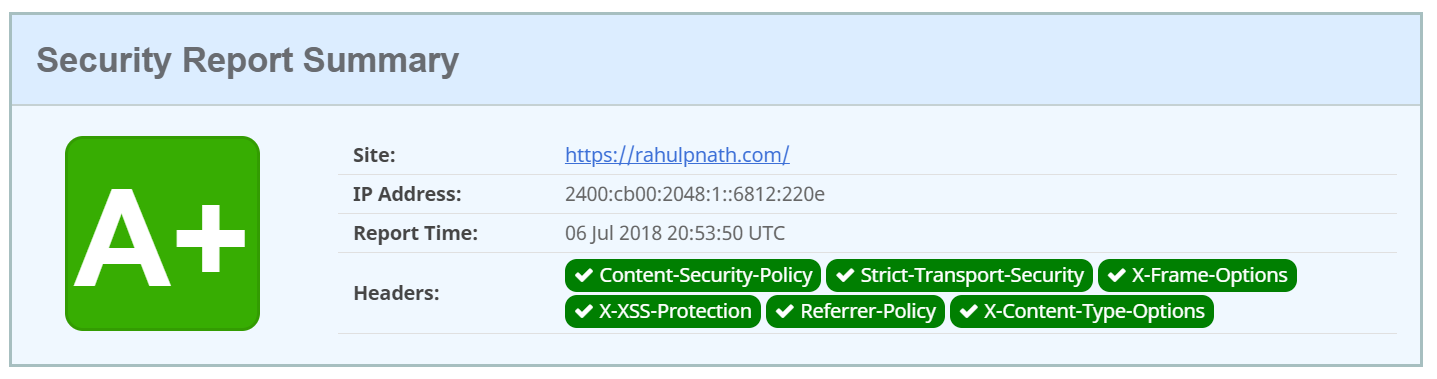 Security Report Summary
A+
Site: https://rahulpnath.com/
IP Address: 2400:cb00:2048:1::6812:220e
Report Time: 06 Jul 2018 20:53:50 UTC
Headers: ✔ Content-Security-Policy ✔ Strict-Transport-Security ✔ X-Frame-Options
✔ X-XSS-Protection ✔ Referrer-Policy ✔ X-Content-Type-Options